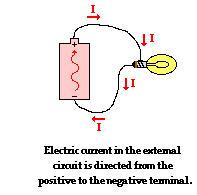 I
+
I
I
-
I
Electric current in the external
circuit is directed from the
positive to the negative terminal.